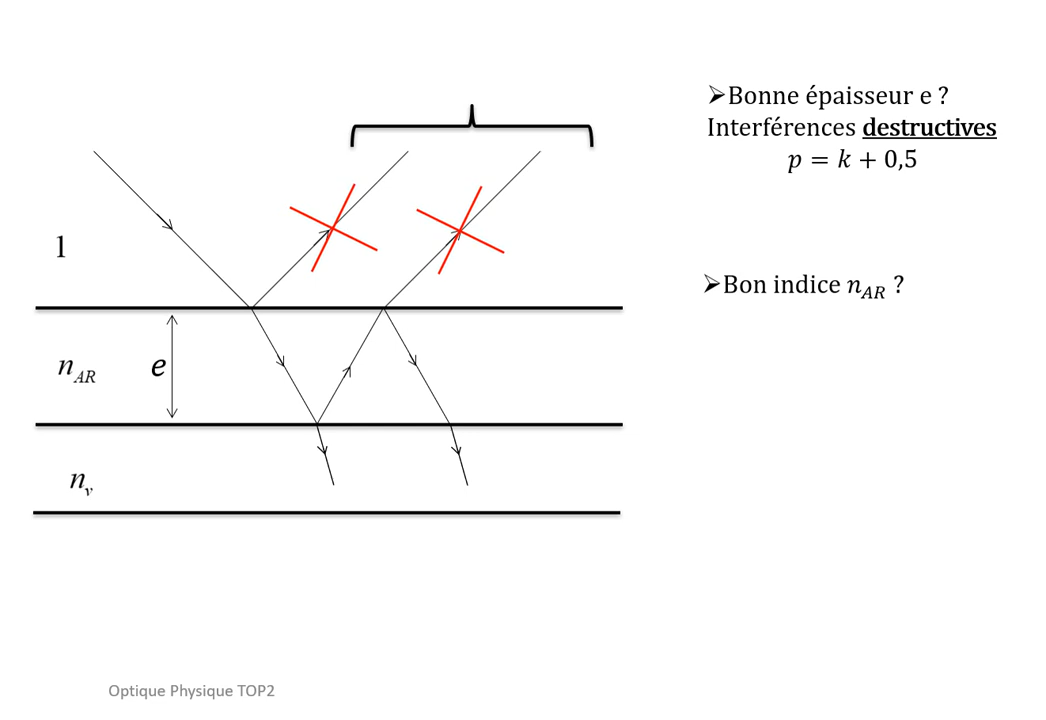 ➢Bonne épaisseur e ?
Interférences destructives
p = k + 0,5
1
➢Bon indice n_AR ?
n_AR
e
n_v
Optique Physique TOP2